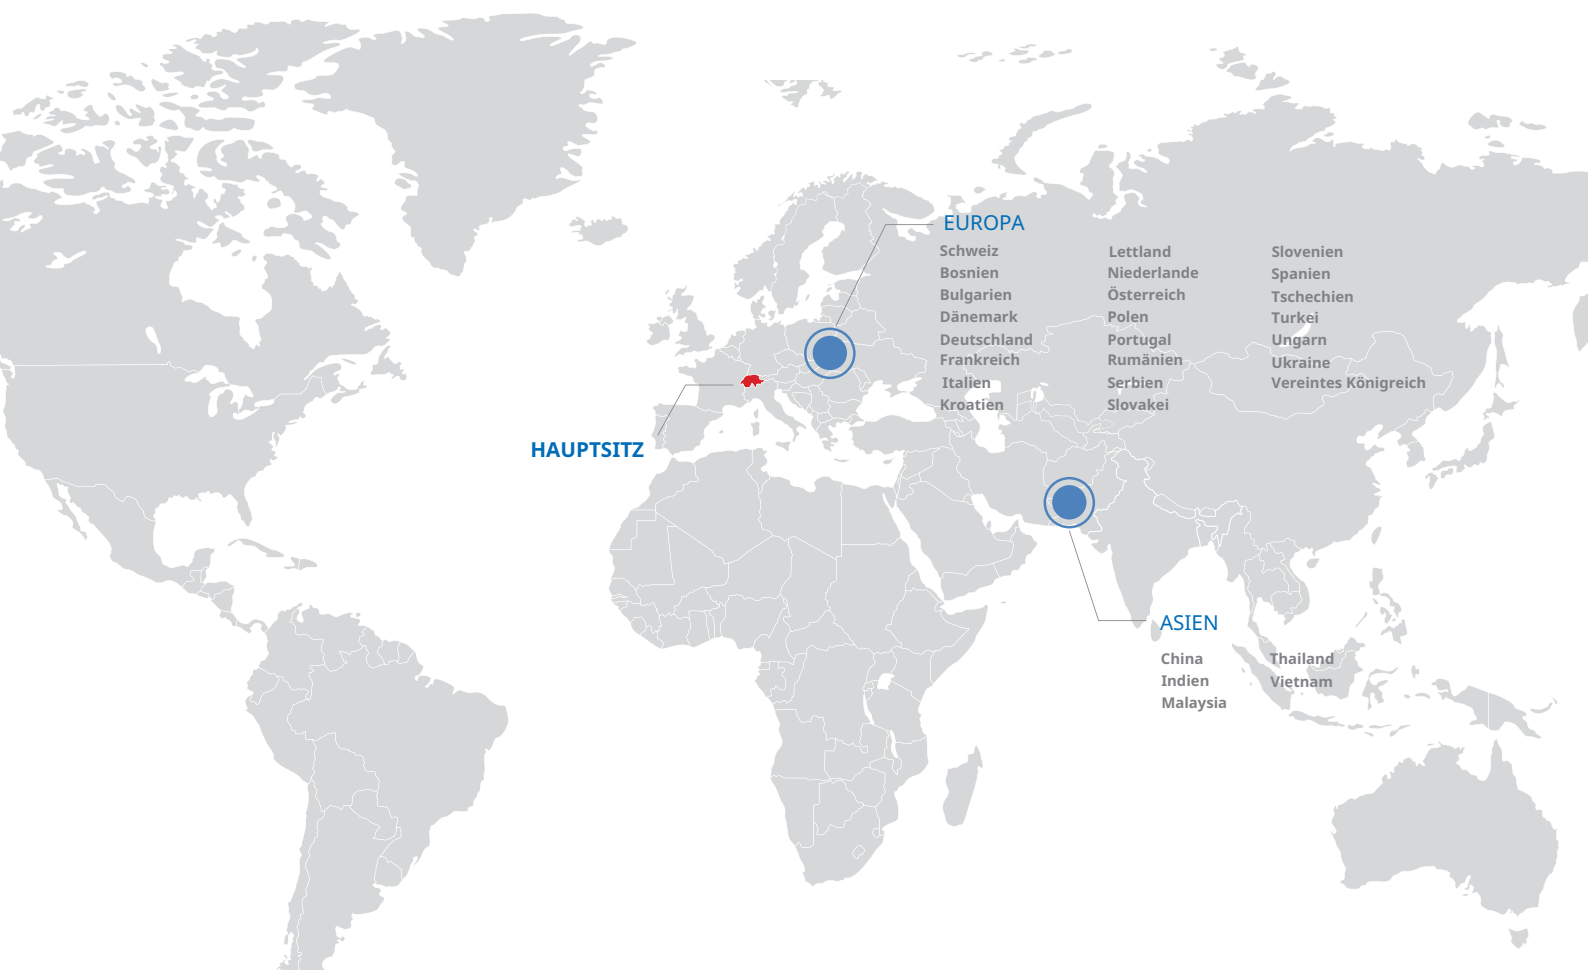 EUROPA
Schweiz
Bosnien
Bulgarien
Dänemark
Deutschland
Frankreich
Italien
Kroatien
Lettland
Niederlande
Österreich
Polen
Portugal
Rumänien
Serbien
Slovakei
Slovenien
Spanien
Tschechien
Turkei
Ungarn
Ukraine
Vereintes Königreich
HAUPTSITZ
ASIEN
China
Indien
Malaysia
Thailand
Vietnam